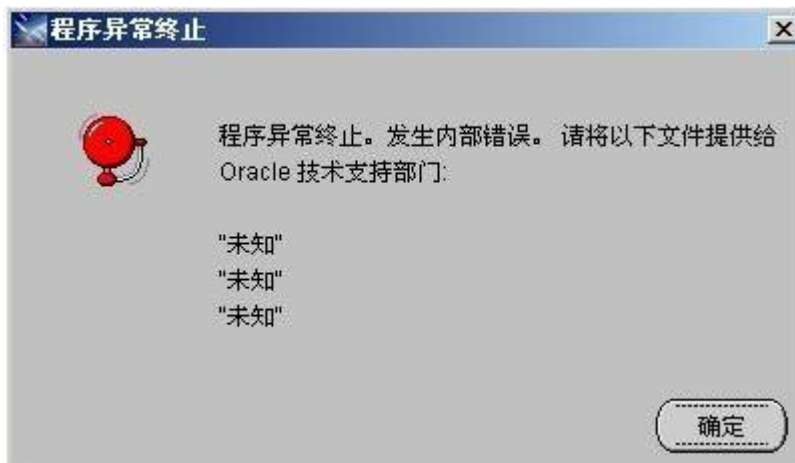 程序异常终止
程序异常终止。发生内部错误。 请将以下文件提供给
Oracle 技术支持部门:
"未知"
"未知"
"未知"
确定